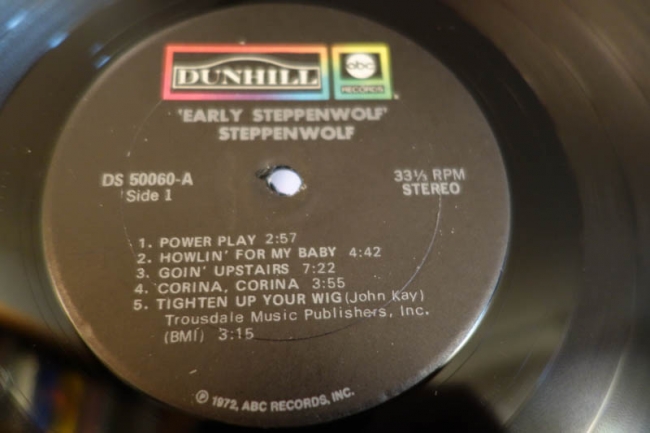 DUNHILL
abc
RECORDS
'EARLY STEPPENWOLF'
STEPPENWOLF
DS 50060-A
Side 1
33⅓ RPM
STEREO
1. POWER PLAY 2:57
2. HOWLIN' FOR MY BABY 4:42
3. GOIN' UPSTAIRS 7:22
4. CORINA, CORINA 3:55
5. TIGHTEN UP YOUR WIG (John Kay)
Trousdale Music Publishers, Inc.
(BMI) 3:15
℗ 1972, ABC RECORDS, INC.